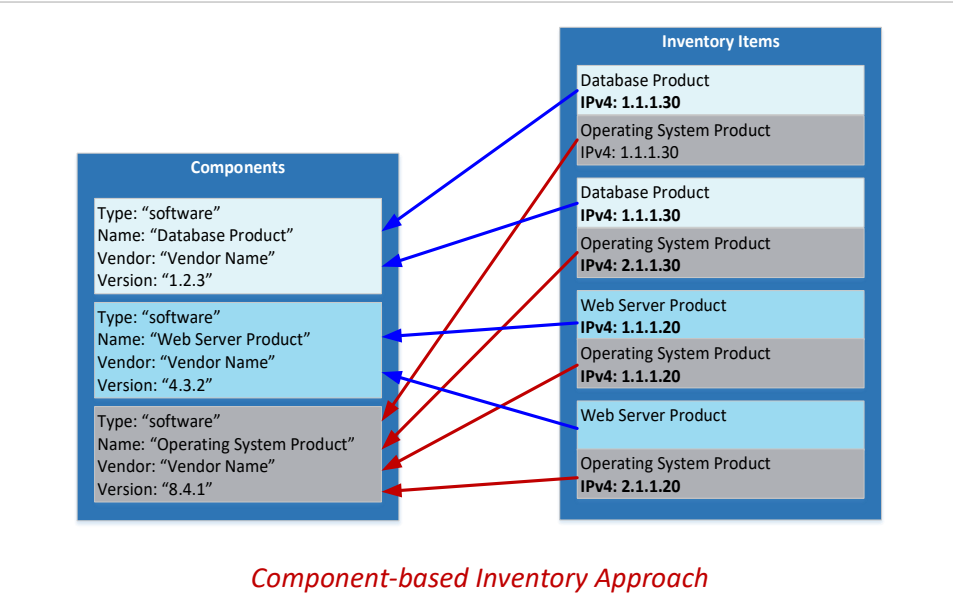 Inventory Items
Database Product
IPv4: 1.1.1.30
Operating System Product
IPv4: 1.1.1.30
Database Product
IPv4: 1.1.1.30
Operating System Product
IPv4: 2.1.1.30
Web Server Product
IPv4: 1.1.1.20
Operating System Product
IPv4: 1.1.1.20
Web Server Product
Operating System Product
IPv4: 2.1.1.20
Components
Type: “software”
Name: “Database Product”
Vendor: “Vendor Name”
Version: “1.2.3”
Type: “software”
Name: “Web Server Product”
Vendor: “Vendor Name”
Version: “4.3.2”
Type: “software”
Name: “Operating System Product”
Vendor: “Vendor Name”
Version: “8.4.1”
Component-based Inventory Approach